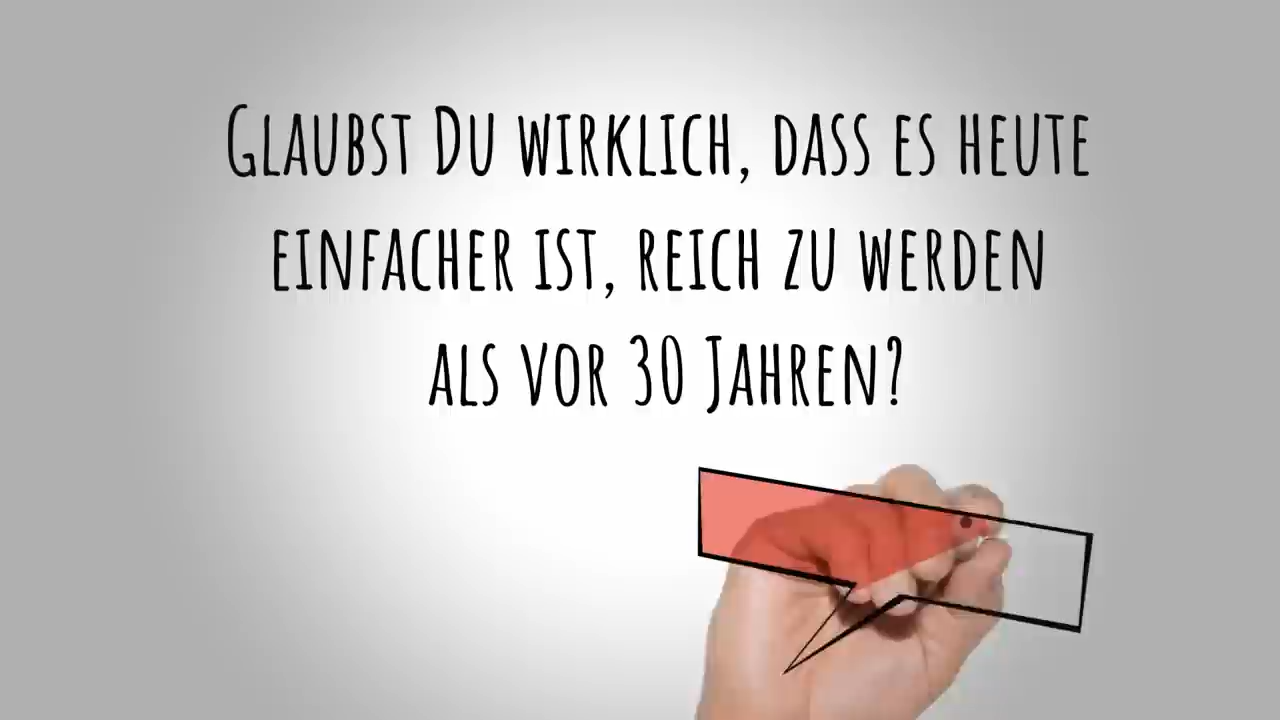 Glaubst Du wirklich, dass es heute
einfacher ist, reich zu werden
als vor 30 Jahren?